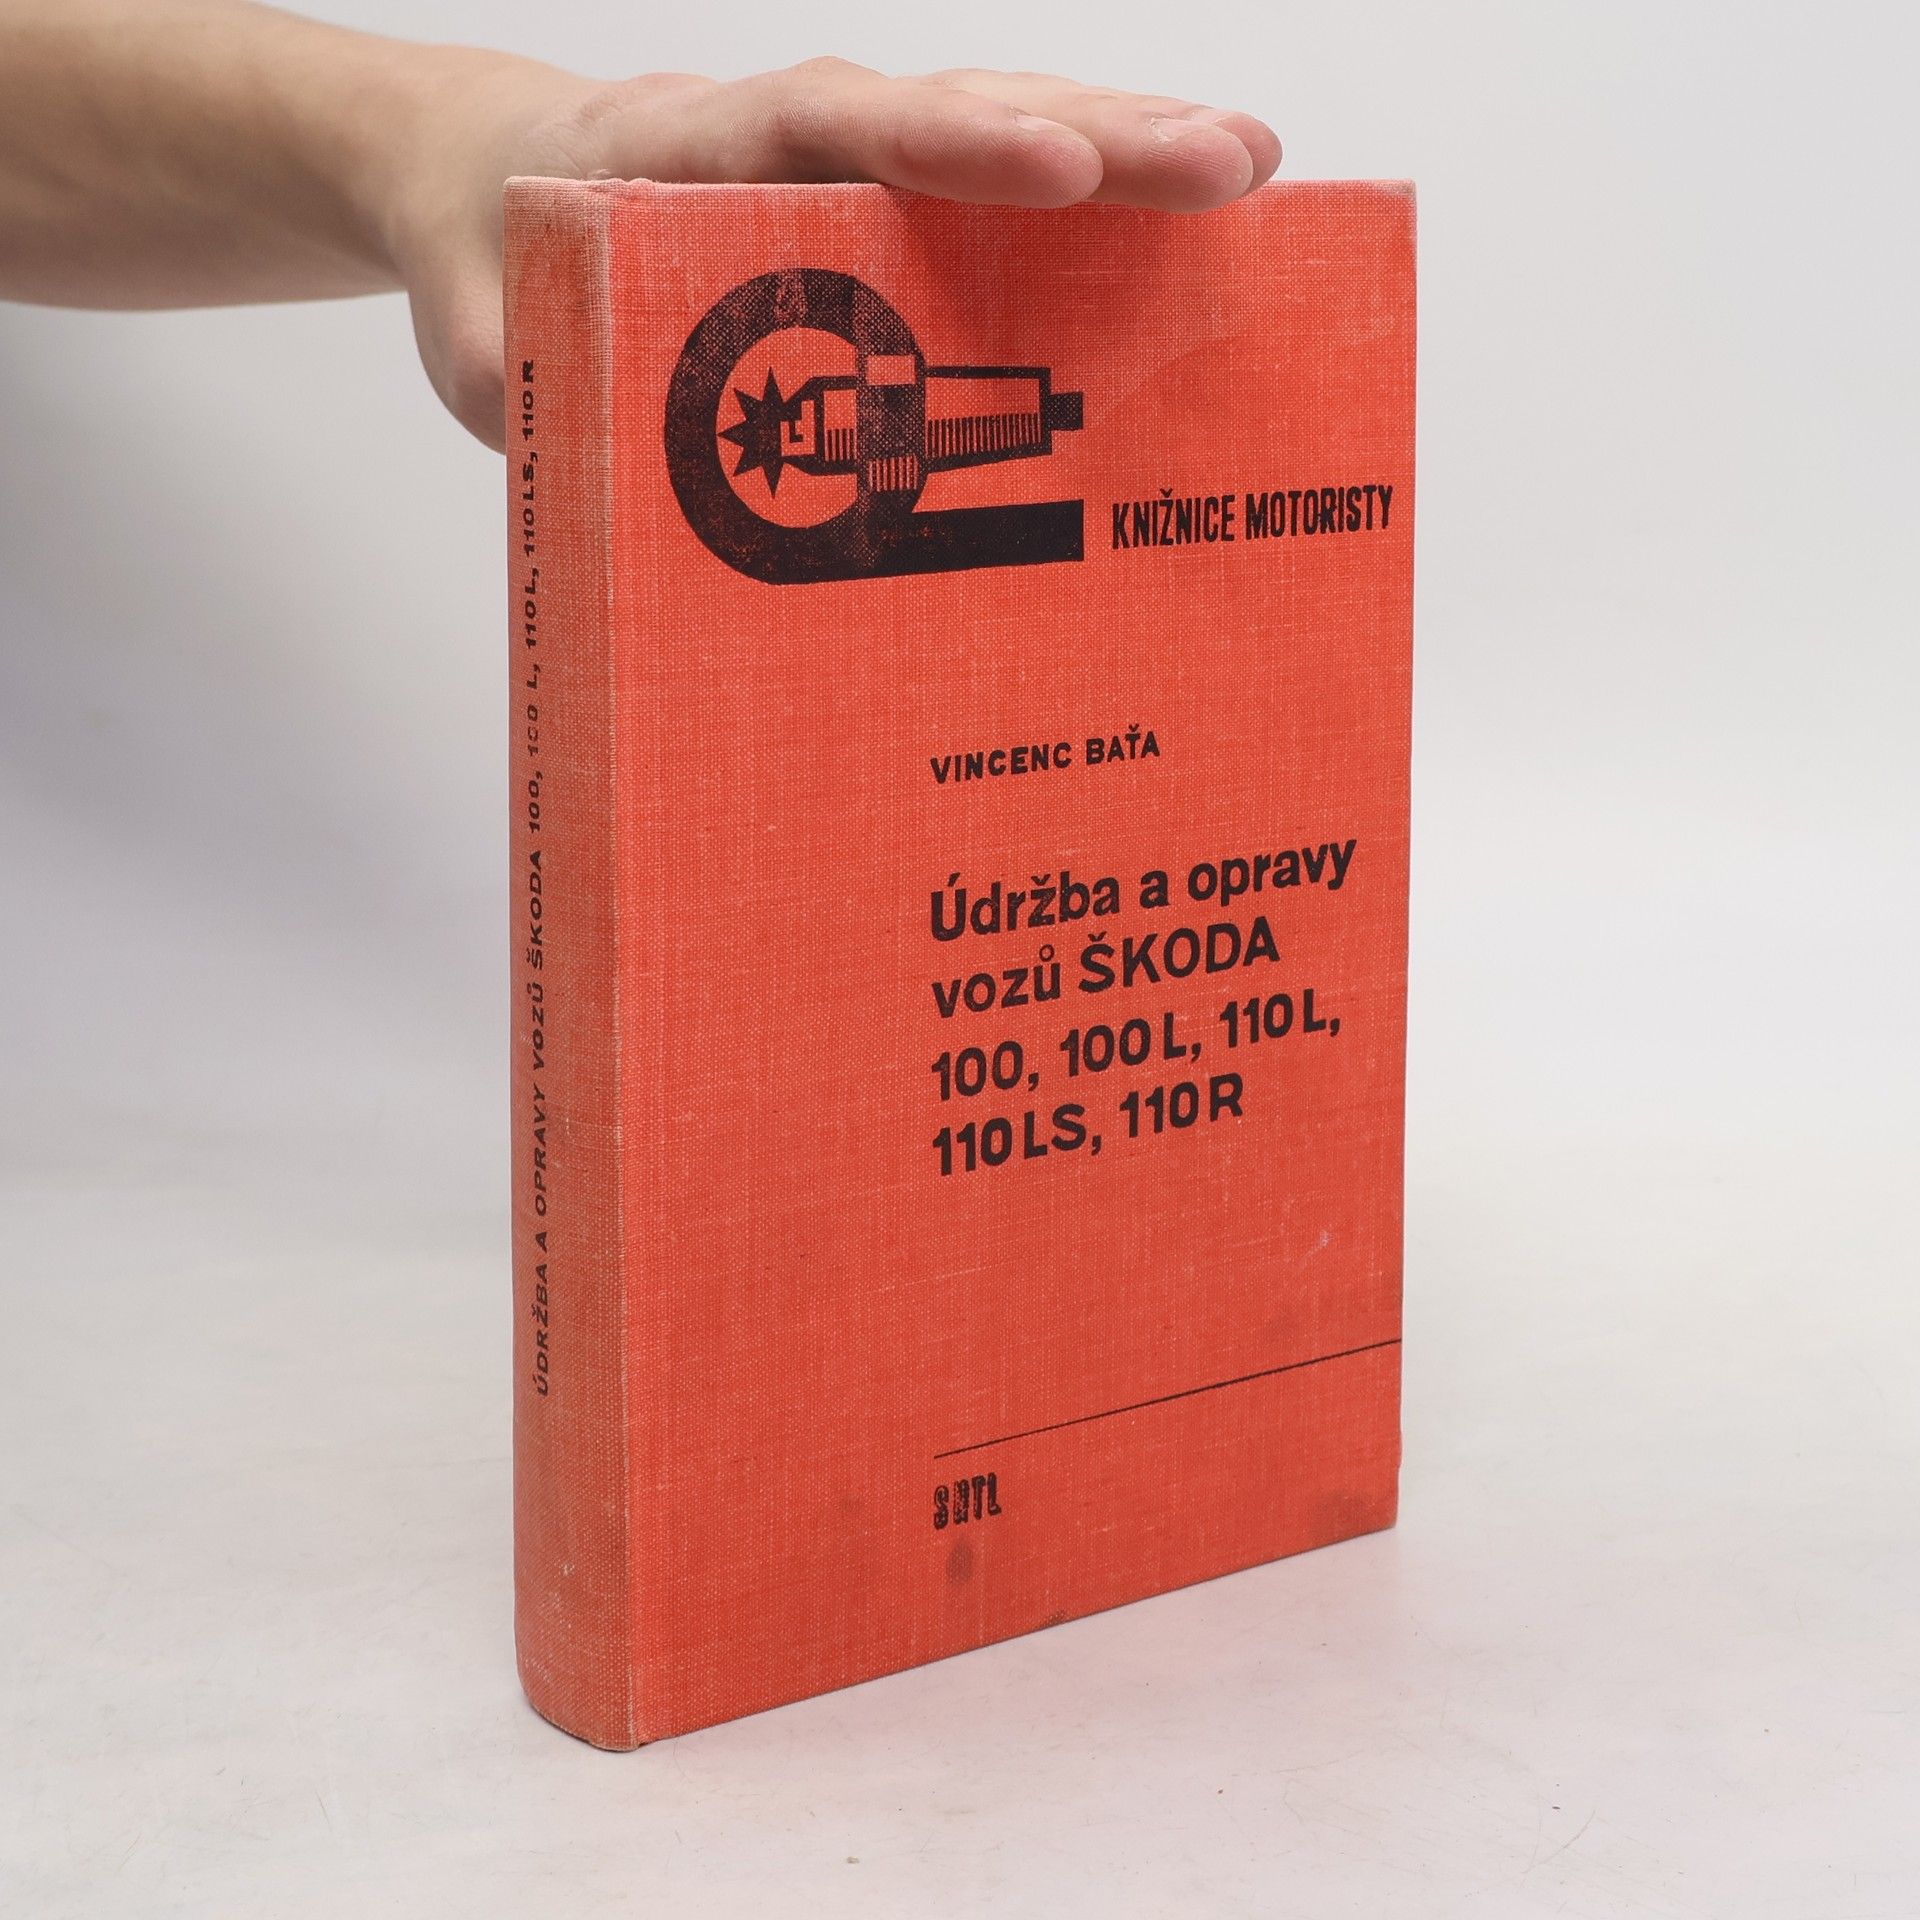 ÚDRŽBA A OPRAVY VOZŮ ŠKODA 100, 100 L, 110 L, 110 LS, 110 R
KNIŽNICE MOTORISTY
VINCENC BAŤA
Údržba a opravy
vozů ŠKODA
100, 100 L, 110 L,
110 LS, 110 R
SNTL